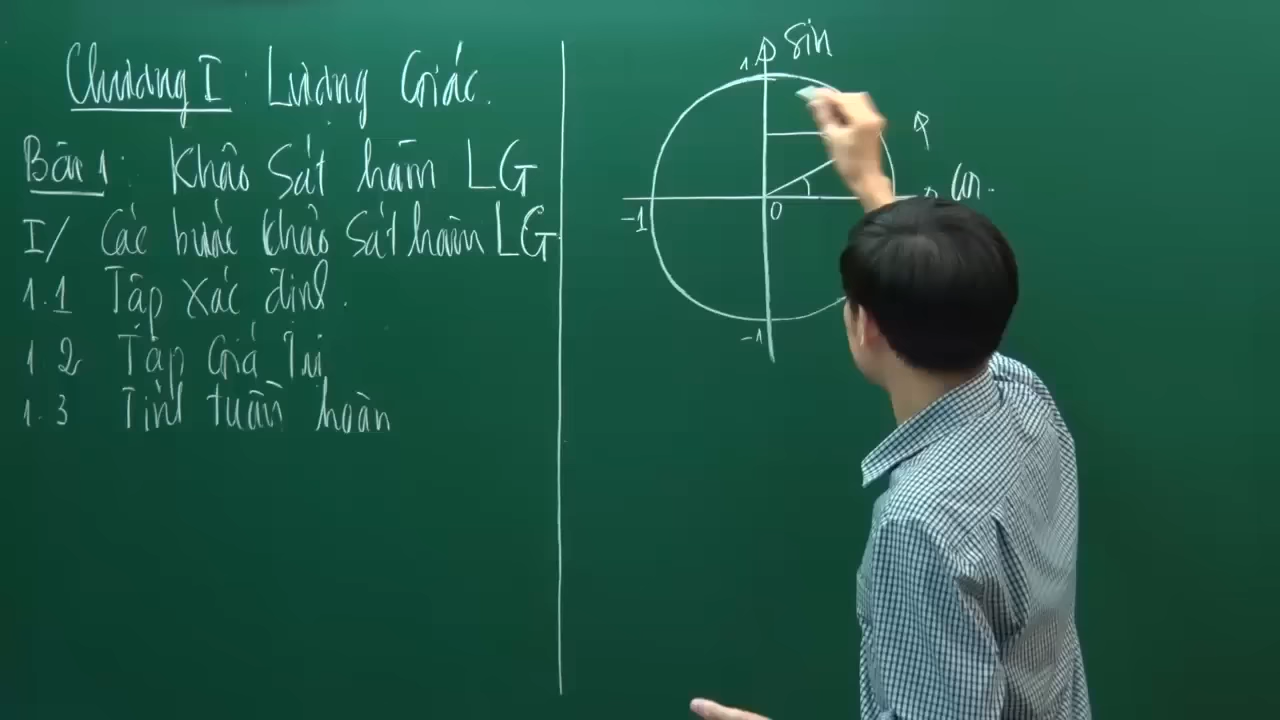 Chương I: Lượng Giác.
Bài 1: Khảo Sát hàm LG
I/ Các bước khảo sát hàm LG
1.1 Tập xác định.
1.2 Tập Giá Trị
1.3 Tính tuần hoàn
1 sin
cos.
-1 0
-1